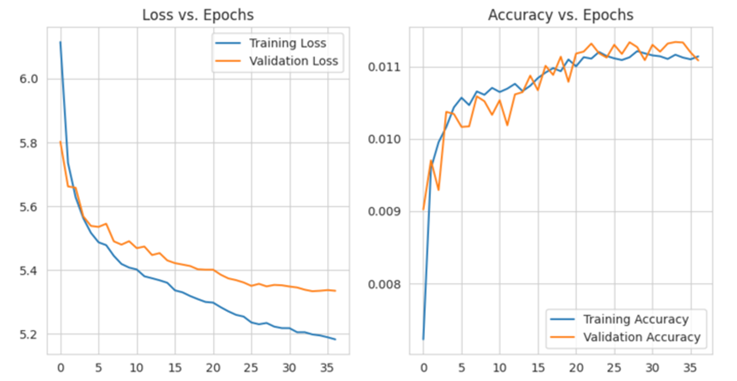 Loss vs. Epochs
Training Loss
Validation Loss
6.0
5.8
5.6
5.4
5.2
0 5 10 15 20 25 30 35
Accuracy vs. Epochs
0.011
0.010
0.009
0.008
Training Accuracy
Validation Accuracy
0 5 10 15 20 25 30 35